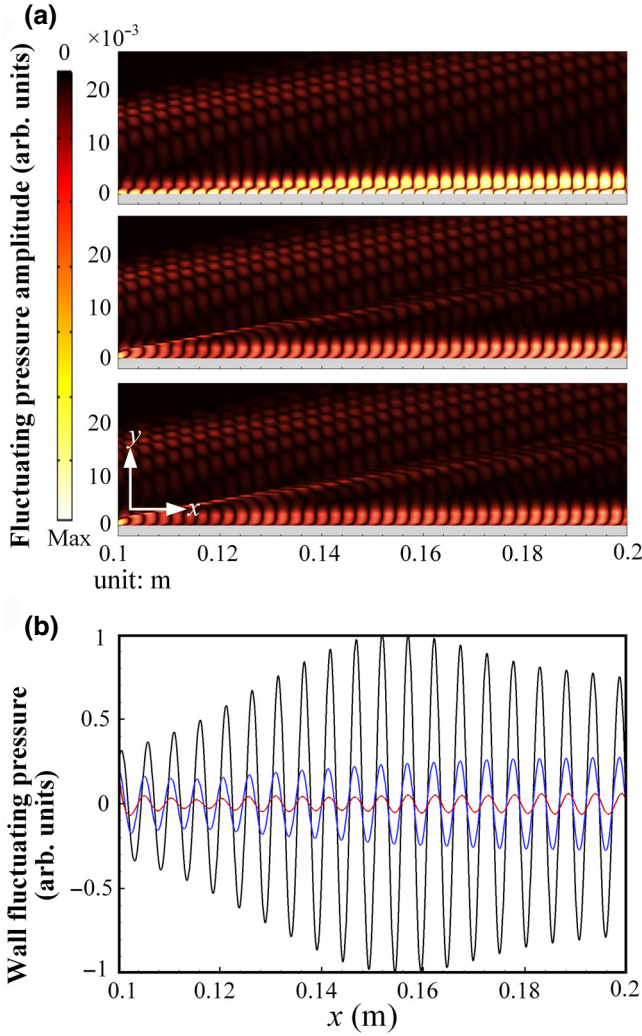 (a)
Fluctuating pressure amplitude (arb. units)
0
Max
×10⁻³
20
10
0
20
10
0
20
10
0
y
x
0.1 0.12 0.14 0.16 0.18 0.2
unit: m
(b)
Wall fluctuating pressure
(arb. units)
1
0.5
0
−0.5
−1
0.1 0.12 0.14 0.16 0.18 0.2
x (m)